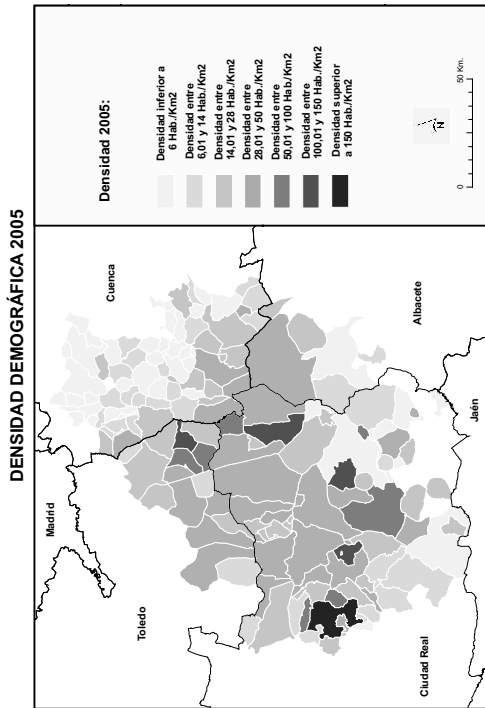 DENSIDAD DEMOGRÁFICA 2005
Madrid
Cuenca
Toledo
Albacete
Jaén
Ciudad Real
Densidad 2005:
Densidad inferior a
6 Hab./Km2
Densidad entre
6,01 y 14 Hab./Km2
Densidad entre
14,01 y 28 Hab./Km2
Densidad entre
28,01 y 50 Hab./Km2
Densidad entre
50,01 y 100 Hab./Km2
Densidad entre
100,01 y 150 Hab./Km2
Densidad superior
a 150 Hab./Km2
N
0
50 Km.